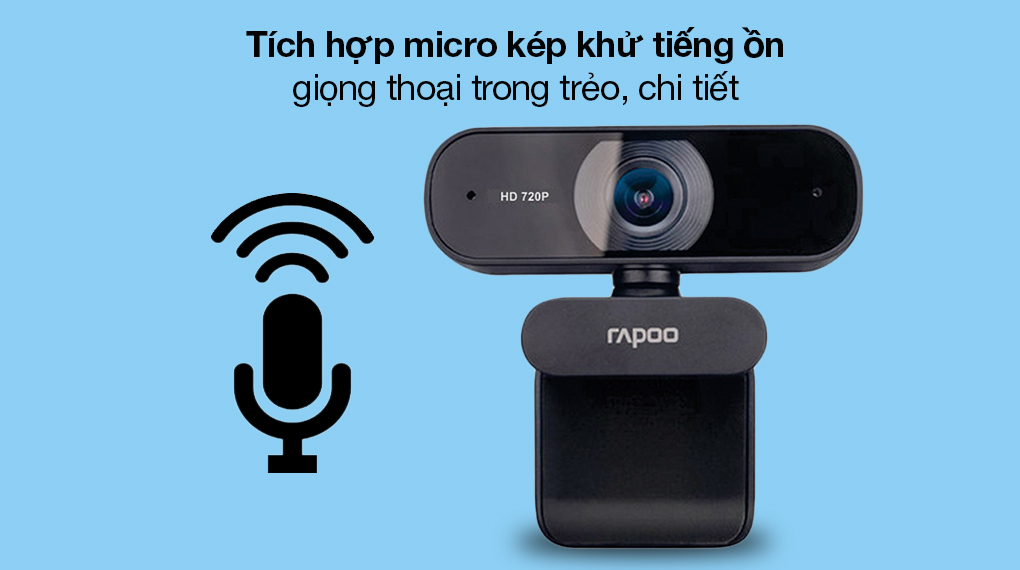 Tích hợp micro kép khử tiếng ồn
giọng thoại trong trẻo, chi tiết
HD 720P
rapoo